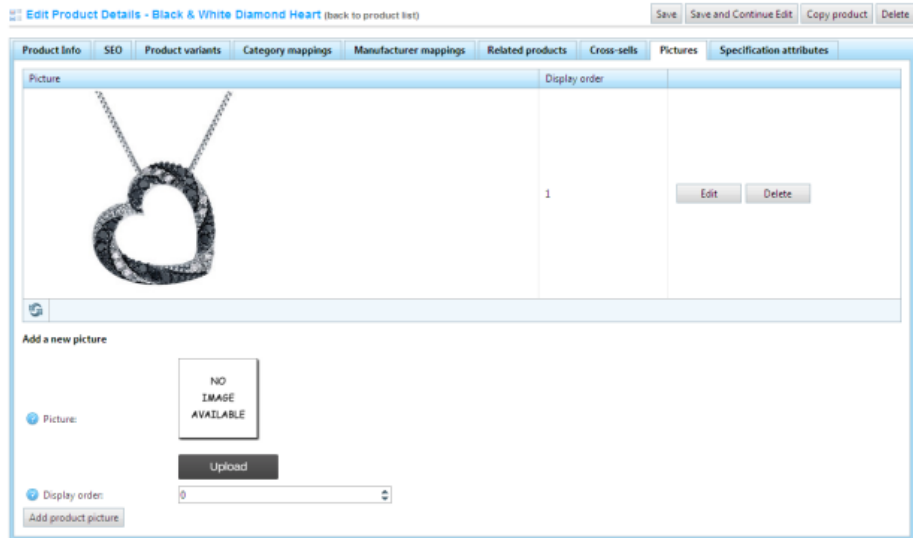 Edit Product Details - Black & White Diamond Heart (back to product list) Save Save and Continue Edit Copy product Delete
Product Info SEO Product variants Category mappings Manufacturer mappings Related products Cross-sells Pictures Specification attributes
Picture Display order
1 Edit Delete
Add a new picture
NO
IMAGE
AVAILABLE
Picture:
Upload
Display order: 0
Add product picture